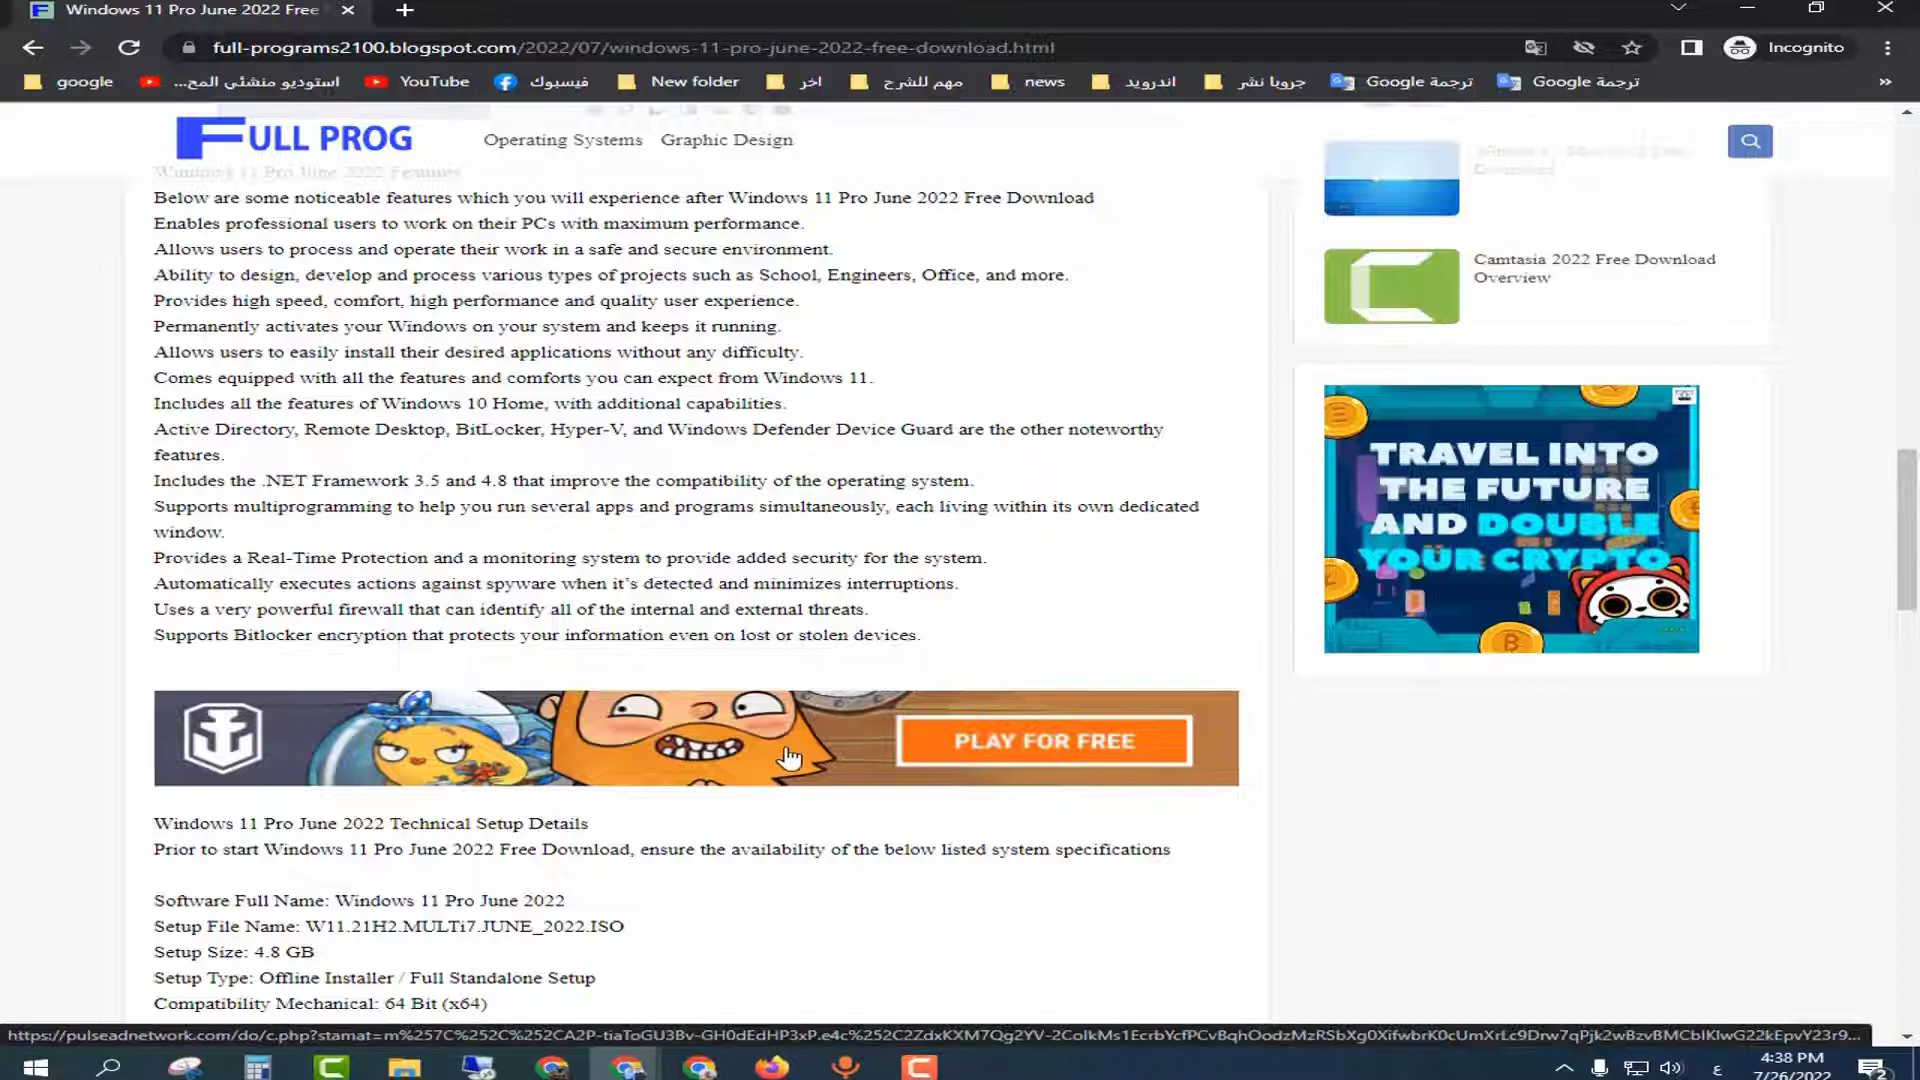 Windows 11 Pro June 2022 Free
full-programs2100.blogspot.com/2022/07/windows-11-pro-june-2022-free-download.html
Incognito
google
استوديو منشئي المح...
YouTube
فيسبوك
New folder
اخر
مهم للشرح
news
اندرويد
جروبا نشر
ترجمة Google
ترجمة Google
FULL PROG
Operating Systems
Graphic Design
Windows 11 Pro June 2022 Features
Below are some noticeable features which you will experience after Windows 11 Pro June 2022 Free Download
Enables professional users to work on their PCs with maximum performance.
Allows users to process and operate their work in a safe and secure environment.
Ability to design, develop and process various types of projects such as School, Engineers, Office, and more.
Provides high speed, comfort, high performance and quality user experience.
Permanently activates your Windows on your system and keeps it running.
Allows users to easily install their desired applications without any difficulty.
Comes equipped with all the features and comforts you can expect from Windows 11.
Includes all the features of Windows 10 Home, with additional capabilities.
Active Directory, Remote Desktop, BitLocker, Hyper-V, and Windows Defender Device Guard are the other noteworthy
features.
Includes the .NET Framework 3.5 and 4.8 that improve the compatibility of the operating system.
Supports multiprogramming to help you run several apps and programs simultaneously, each living within its own dedicated
window.
Provides a Real-Time Protection and a monitoring system to provide added security for the system.
Automatically executes actions against spyware when it’s detected and minimizes interruptions.
Uses a very powerful firewall that can identify all of the internal and external threats.
Supports Bitlocker encryption that protects your information even on lost or stolen devices.
PLAY FOR FREE
Windows 11 Pro June 2022 Technical Setup Details
Prior to start Windows 11 Pro June 2022 Free Download, ensure the availability of the below listed system specifications
Software Full Name: Windows 11 Pro June 2022
Setup File Name: W11.21H2.MULTi7.JUNE_2022.ISO
Setup Size: 4.8 GB
Setup Type: Offline Installer / Full Standalone Setup
Compatibility Mechanical: 64 Bit (x64)
Download
Camtasia 2022 Free Download
Overview
TRAVEL INTO
THE FUTURE
AND DOUBLE
YOUR CRYPTO
ع
4:38 PM
7/26/2022
2